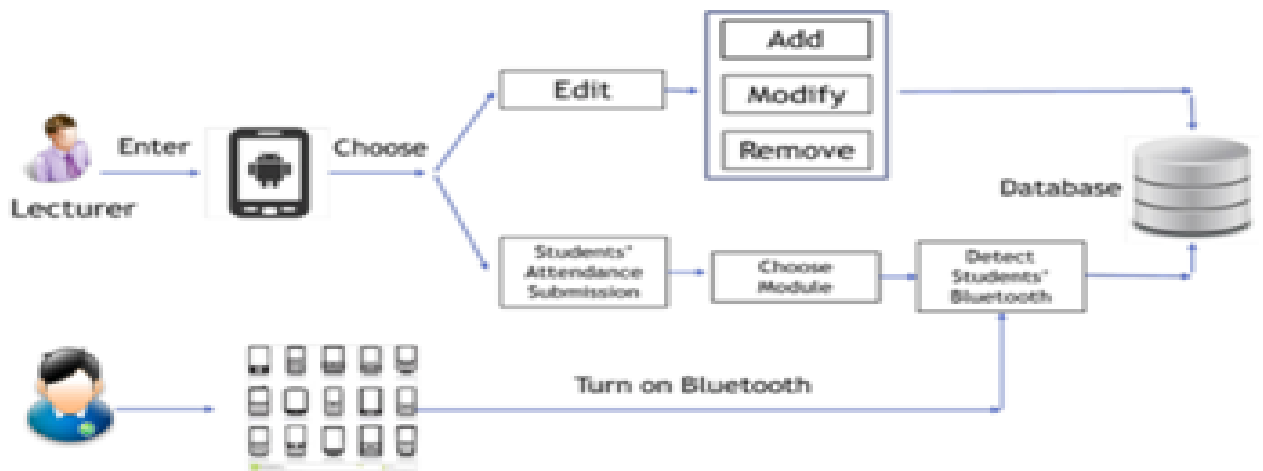 Add
Edit
Modify
Enter
Choose
Remove
Database
Lecturer
Students'
Attendance
Submission
Choose
Module
Detect
Students'
Bluetooth
Turn on Bluetooth